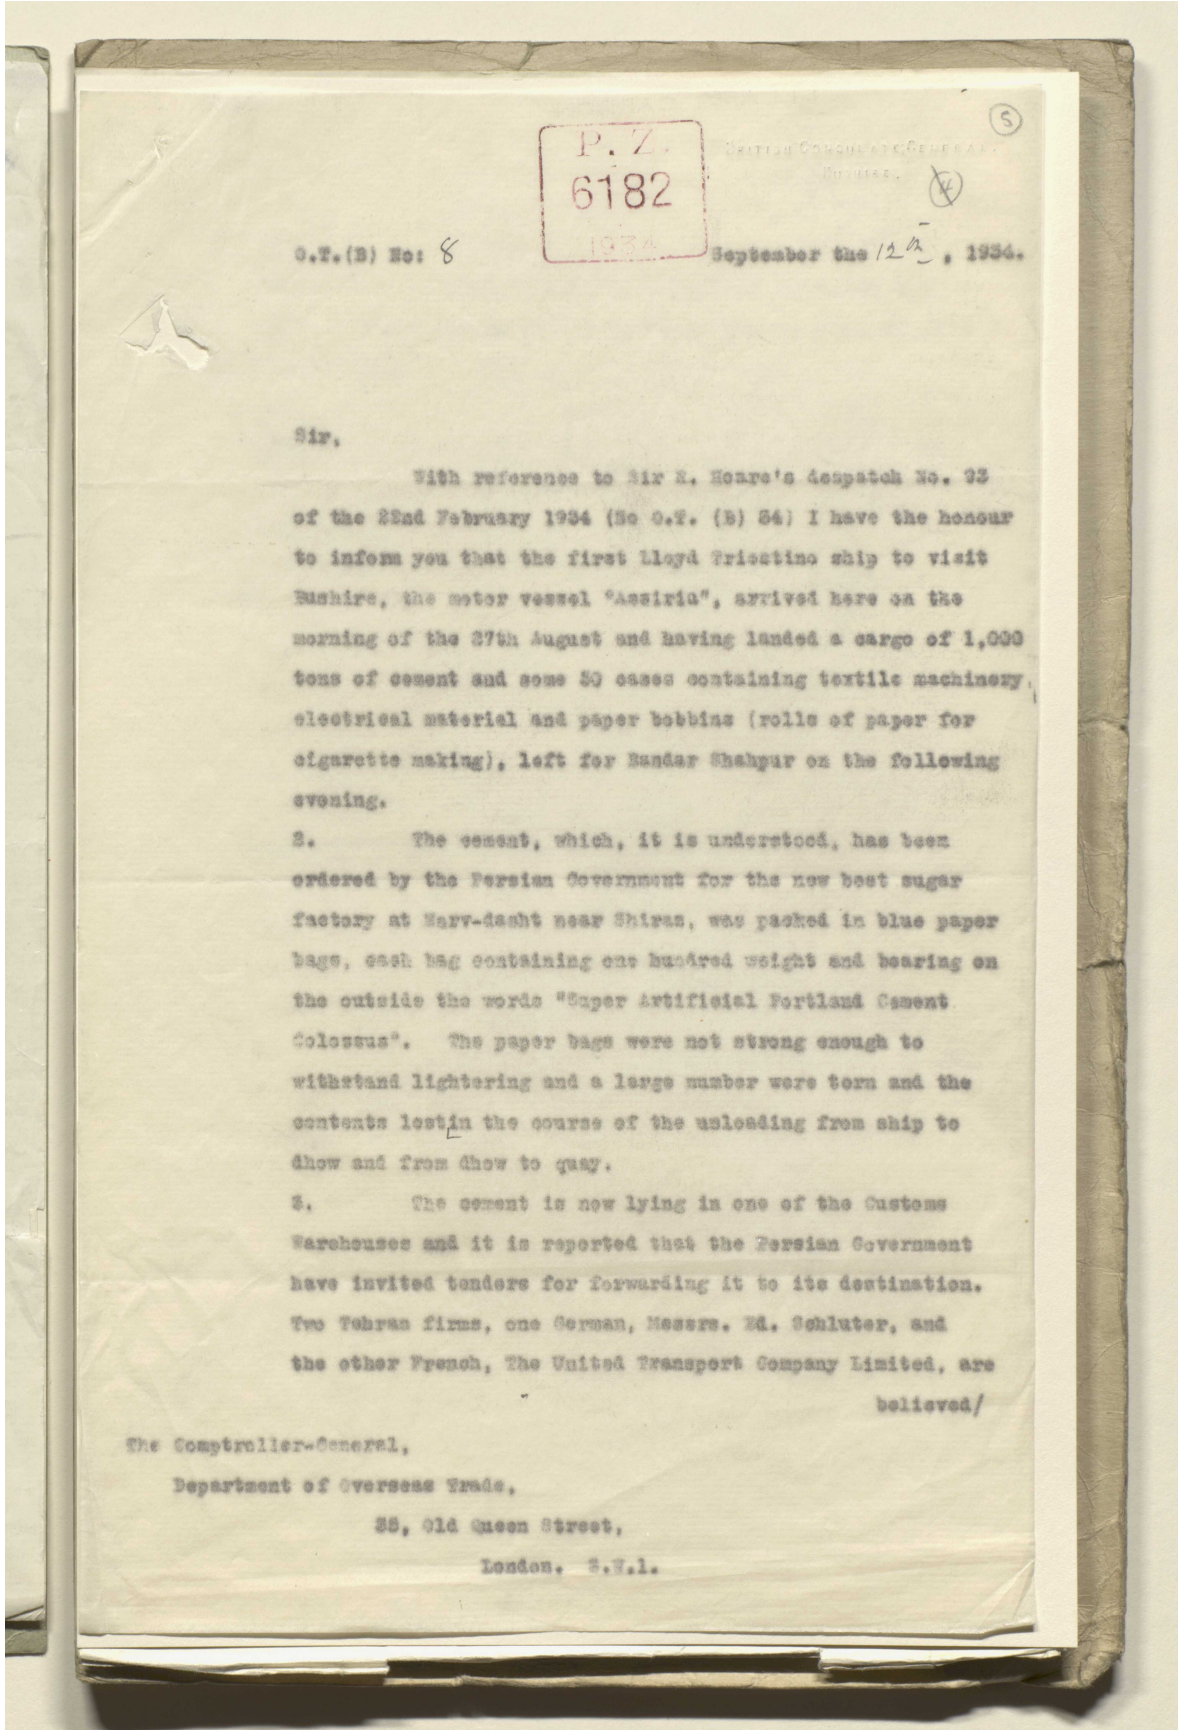 5
P. Z.
6182
1934
BRITISH CONSULATE-GENERAL,
BUSHIRE.
O.T.(B) No: 8
September the 12th, 1934.
Sir,
With reference to Sir R. Hoare's despatch No. 93
of the 22nd February 1934 (No O.T. (B) 34) I have the honour
to inform you that the first Lloyd Triestino ship to visit
Bushire, the motor vessel "Assiria", arrived here on the
morning of the 27th August and having landed a cargo of 1,000
tons of cement and some 50 cases containing textile machinery,
electrical material and paper bobbins (rolls of paper for
cigarette making), left for Bandar Shahpur on the following
evening.
2. The cement, which, it is understood, has been
ordered by the Persian Government for the new beet sugar
factory at Marv-dasht near Shiraz, was packed in blue paper
bags, each bag containing one hundred weight and bearing on
the outside the words "Super Artificial Portland Cement
Colossus". The paper bags were not strong enough to
withstand lightering and a large number were torn and the
contents lost in the course of the unloading from ship to
dhow and from dhow to quay.
3. The cement is now lying in one of the Customs
Warehouses and it is reported that the Persian Government
have invited tenders for forwarding it to its destination.
Two Tehran firms, one German, Messrs. Ed. Schluter, and
the other French, The United Transport Company Limited, are
believed/
The Comptroller-General,
Department of Overseas Trade,
35, Old Queen Street,
London. S.W.1.